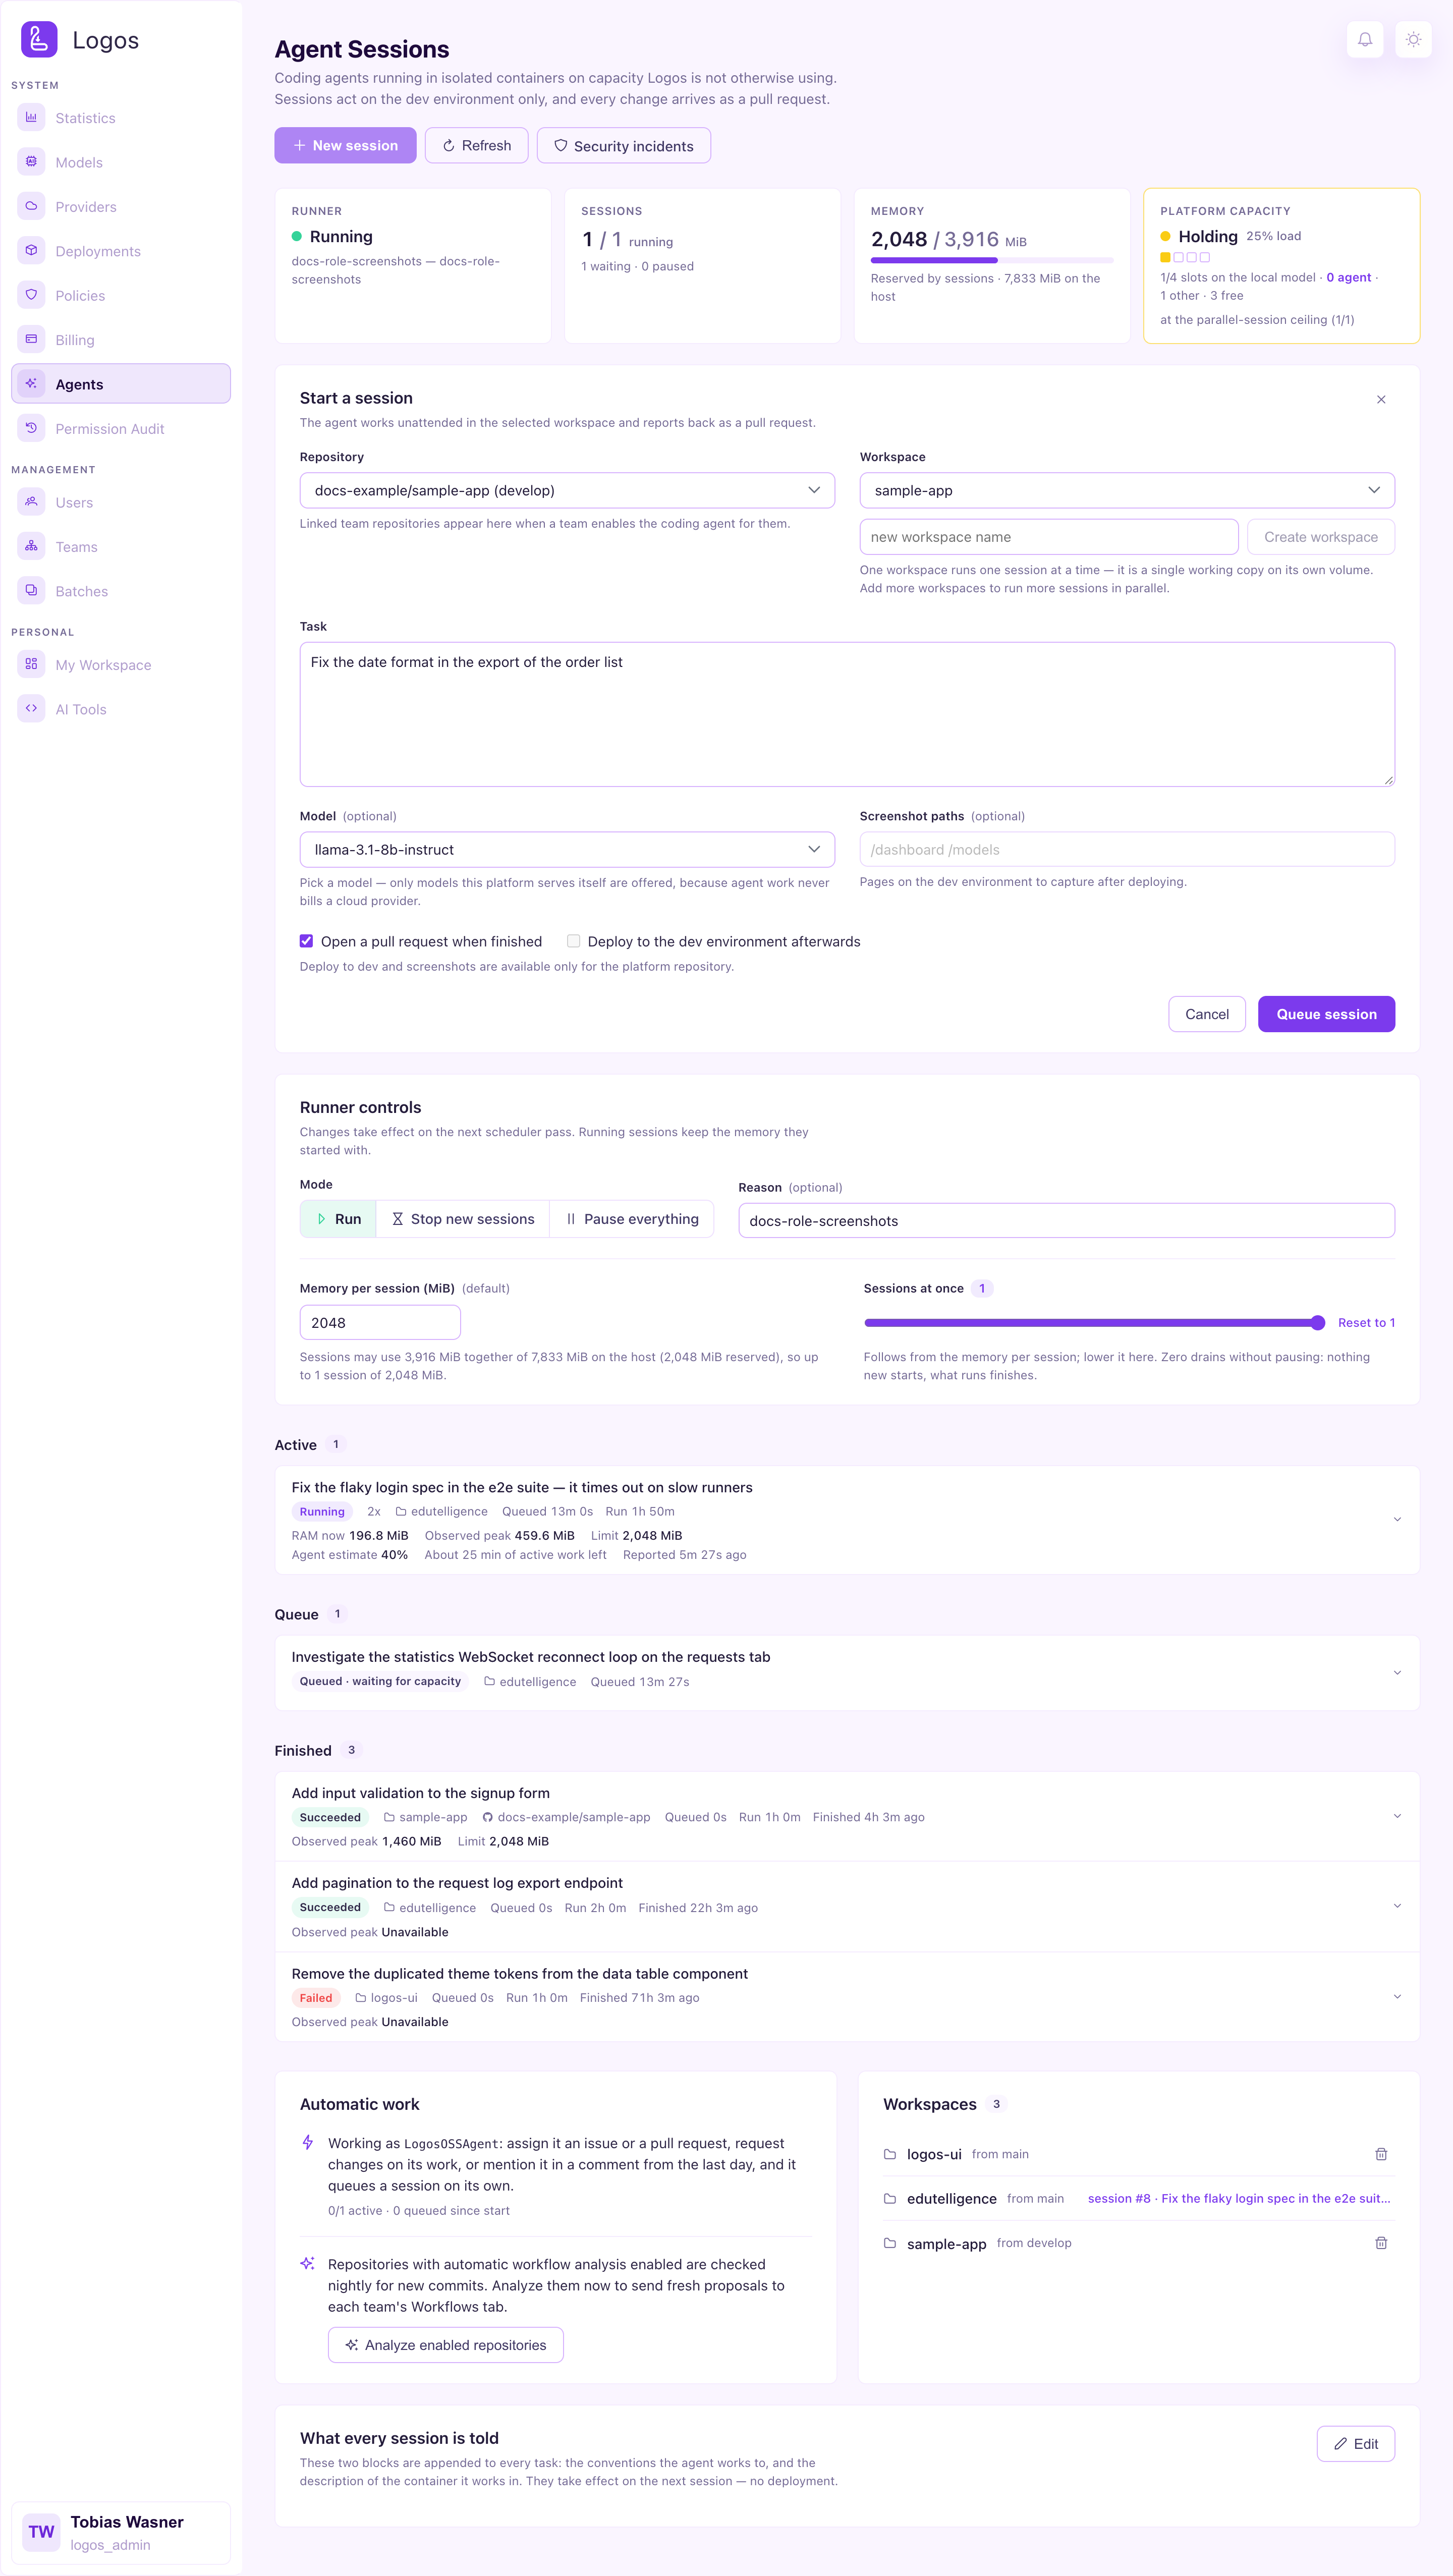 Logos
SYSTEM
Statistics
Models
Providers
Deployments
Policies
Billing
Agents
Permission Audit
MANAGEMENT
Users
Teams
Batches
PERSONAL
My Workspace
AI Tools
TW
Tobias Wasner
logos_admin
Agent Sessions
Coding agents running in isolated containers on capacity Logos is not otherwise using.
Sessions act on the dev environment only, and every change arrives as a pull request.
New session
Refresh
Security incidents
RUNNER
Running
docs-role-screenshots — docs-role-
screenshots
SESSIONS
1 / 1 running
1 waiting · 0 paused
MEMORY
2,048 / 3,916 MiB
Reserved by sessions · 7,833 MiB on the
host
PLATFORM CAPACITY
Holding 25% load
1/4 slots on the local model · 0 agent ·
1 other · 3 free
at the parallel-session ceiling (1/1)
Start a session
The agent works unattended in the selected workspace and reports back as a pull request.
Repository
docs-example/sample-app (develop)
Linked team repositories appear here when a team enables the coding agent for them.
Workspace
sample-app
new workspace name
Create workspace
One workspace runs one session at a time — it is a single working copy on its own volume.
Add more workspaces to run more sessions in parallel.
Task
Fix the date format in the export of the order list
Model (optional)
llama-3.1-8b-instruct
Pick a model — only models this platform serves itself are offered, because agent work never
bills a cloud provider.
Screenshot paths (optional)
/dashboard /models
Pages on the dev environment to capture after deploying.
Open a pull request when finished
Deploy to the dev environment afterwards
Deploy to dev and screenshots are available only for the platform repository.
Cancel
Queue session
Runner controls
Changes take effect on the next scheduler pass. Running sessions keep the memory they
started with.
Mode
Run
Stop new sessions
Pause everything
Reason (optional)
docs-role-screenshots
Memory per session (MiB) (default)
2048
Sessions may use 3,916 MiB together of 7,833 MiB on the host (2,048 MiB reserved), so up
to 1 session of 2,048 MiB.
Sessions at once 1
Reset to 1
Follows from the memory per session; lower it here. Zero drains without pausing: nothing
new starts, what runs finishes.
Active 1
Fix the flaky login spec in the e2e suite — it times out on slow runners
Running 2x edutelligence Queued 13m 0s Run 1h 50m
RAM now 196.8 MiB Observed peak 459.6 MiB Limit 2,048 MiB
Agent estimate 40% About 25 min of active work left Reported 5m 27s ago
Queue 1
Investigate the statistics WebSocket reconnect loop on the requests tab
Queued · waiting for capacity edutelligence Queued 13m 27s
Finished 3
Add input validation to the signup form
Succeeded sample-app docs-example/sample-app Queued 0s Run 1h 0m Finished 4h 3m ago
Observed peak 1,460 MiB Limit 2,048 MiB
Add pagination to the request log export endpoint
Succeeded edutelligence Queued 0s Run 2h 0m Finished 22h 3m ago
Observed peak Unavailable
Remove the duplicated theme tokens from the data table component
Failed logos-ui Queued 0s Run 1h 0m Finished 71h 3m ago
Observed peak Unavailable
Automatic work
Working as LogosOSSAgent: assign it an issue or a pull request, request
changes on its work, or mention it in a comment from the last day, and it
queues a session on its own.
0/1 active · 0 queued since start
Repositories with automatic workflow analysis enabled are checked
nightly for new commits. Analyze them now to send fresh proposals to
each team's Workflows tab.
Analyze enabled repositories
Workspaces 3
logos-ui from main
edutelligence from main session #8 · Fix the flaky login spec in the e2e suit...
sample-app from develop
What every session is told
These two blocks are appended to every task: the conventions the agent works to, and the
description of the container it works in. They take effect on the next session — no deployment.
Edit